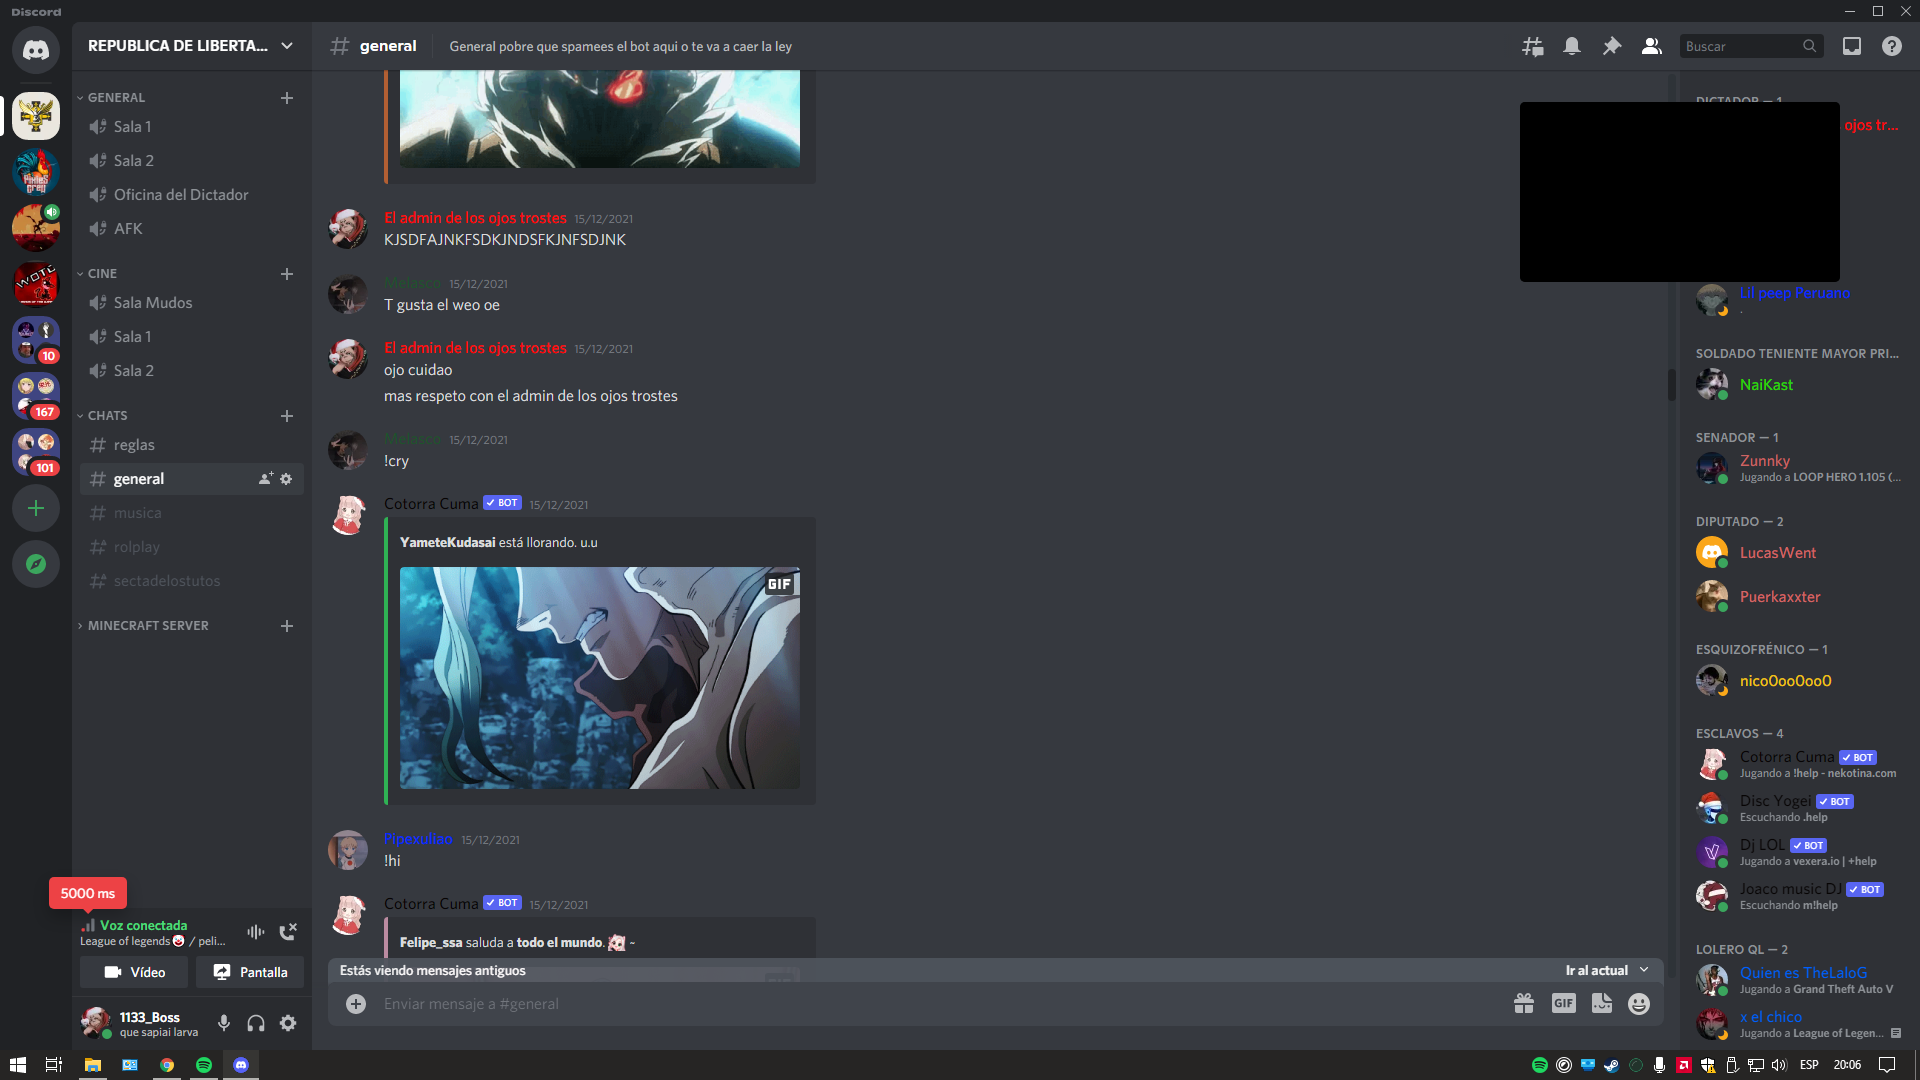 Discord
REPUBLICA DE LIBERTA...
general
General pobre que spamees el bot aqui o te va a caer la ley
Buscar
GENERAL
Sala 1
Sala 2
Oficina del Dictador
AFK
CINE
Sala Mudos
Sala 1
Sala 2
CHATS
reglas
general
musica
rolplay
sectadelostutos
MINECRAFT SERVER
PIXIES
GREG
WOTC
10
167
101
5000 ms
Voz conectada
League of legends / peli...
Vídeo
Pantalla
1133_Boss
que sapiai larva
El admin de los ojos trostes 15/12/2021
KJSDFAJNKFSDKJNDSFKJNFSDJNK
Melasco 15/12/2021
T gusta el weo oe
El admin de los ojos trostes 15/12/2021
ojo cuidao
mas respeto con el admin de los ojos trostes
Melasco 15/12/2021
!cry
Cotorra Cuma BOT 15/12/2021
YameteKudasai está llorando. u.u
GIF
Pipexuliao 15/12/2021
!hi
Cotorra Cuma BOT 15/12/2021
Felipe_ssa saluda a todo el mundo. ~
Estás viendo mensajes antiguos
Ir al actual
Enviar mensaje a #general
GIF
DICTADOR — 1
ojos tr...
Lil peep Peruano
.
SOLDADO TENIENTE MAYOR PRI...
NaiKast
SENADOR — 1
Zunnky
Jugando a LOOP HERO 1.105 (...
DIPUTADO — 2
LucasWent
Puerkaxxter
ESQUIZOFRÉNICO — 1
nico0oo0oo0
ESCLAVOS — 4
Cotorra Cuma BOT
Jugando a !help - nekotina.com
Disc Yogei BOT
Escuchando .help
Dj LOL BOT
Jugando a vexera.io | +help
Joaco music DJ BOT
Escuchando m!help
LOLERO QL — 2
Quien es TheLaloG
Jugando a Grand Theft Auto V
x el chico
Jugando a League of Legen...
ESP
20:06